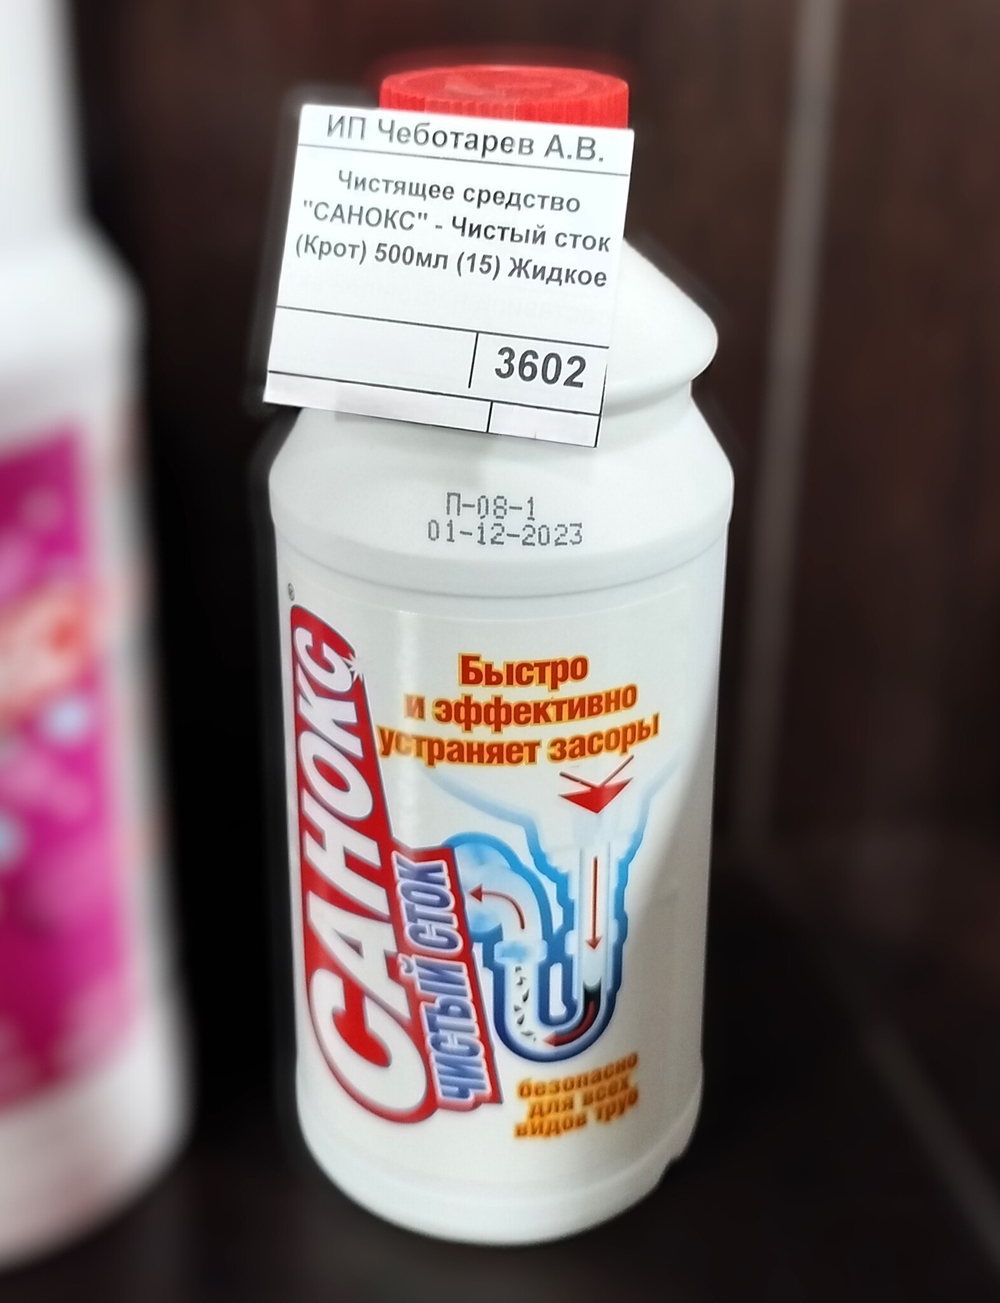 ИП Чеботарев А.В.
Чистящее средство
"САНОКС" - Чистый сток
(Крот) 500мл (15) Жидкое
3602
П-08-1
01-12-2023
®
САНОКС
ЧИСТЫЙ СТОК
Быстро
и эффективно
устраняет засоры
безопасно
для всех
видов труб